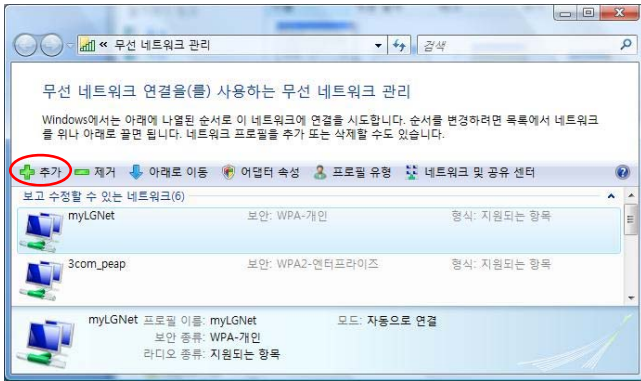 « 무선 네트워크 관리
검색
무선 네트워크 연결을(를) 사용하는 무선 네트워크 관리
Windows에서는 아래에 나열된 순서로 이 네트워크에 연결을 시도합니다. 순서를 변경하려면 목록에서 네트워크
를 위나 아래로 끌면 됩니다. 네트워크 프로필을 추가 또는 삭제할 수도 있습니다.
추가 제거 아래로 이동 어댑터 속성 프로필 유형 네트워크 및 공유 센터
보고 수정할 수 있는 네트워크(6)
myLGNet 보안: WPA-개인 형식: 지원되는 항목
3com_peap 보안: WPA2-엔터프라이즈 형식: 지원되는 항목
myLGNet 프로필 이름: myLGNet 모드: 자동으로 연결
보안 종류: WPA-개인
라디오 종류: 지원되는 항목